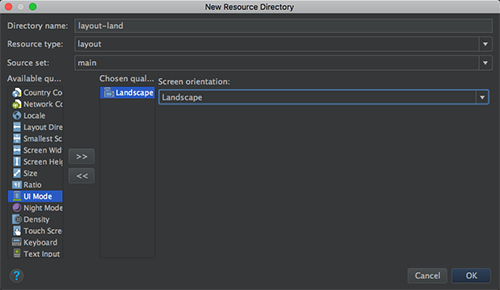 New Resource Directory
Directory name: layout-land
Resource type: layout
Source set: main
Available qu... Chosen qual... Screen orientation:
Country Co
Network Co
Locale
Layout Dire
Smallest Sc
Screen Wid
Screen Heig
Size
Ratio
UI Mode
Night Mode
Density
Touch Scre
Keyboard
Text Input
>>
<<
Landscape
Landscape
?
Cancel OK